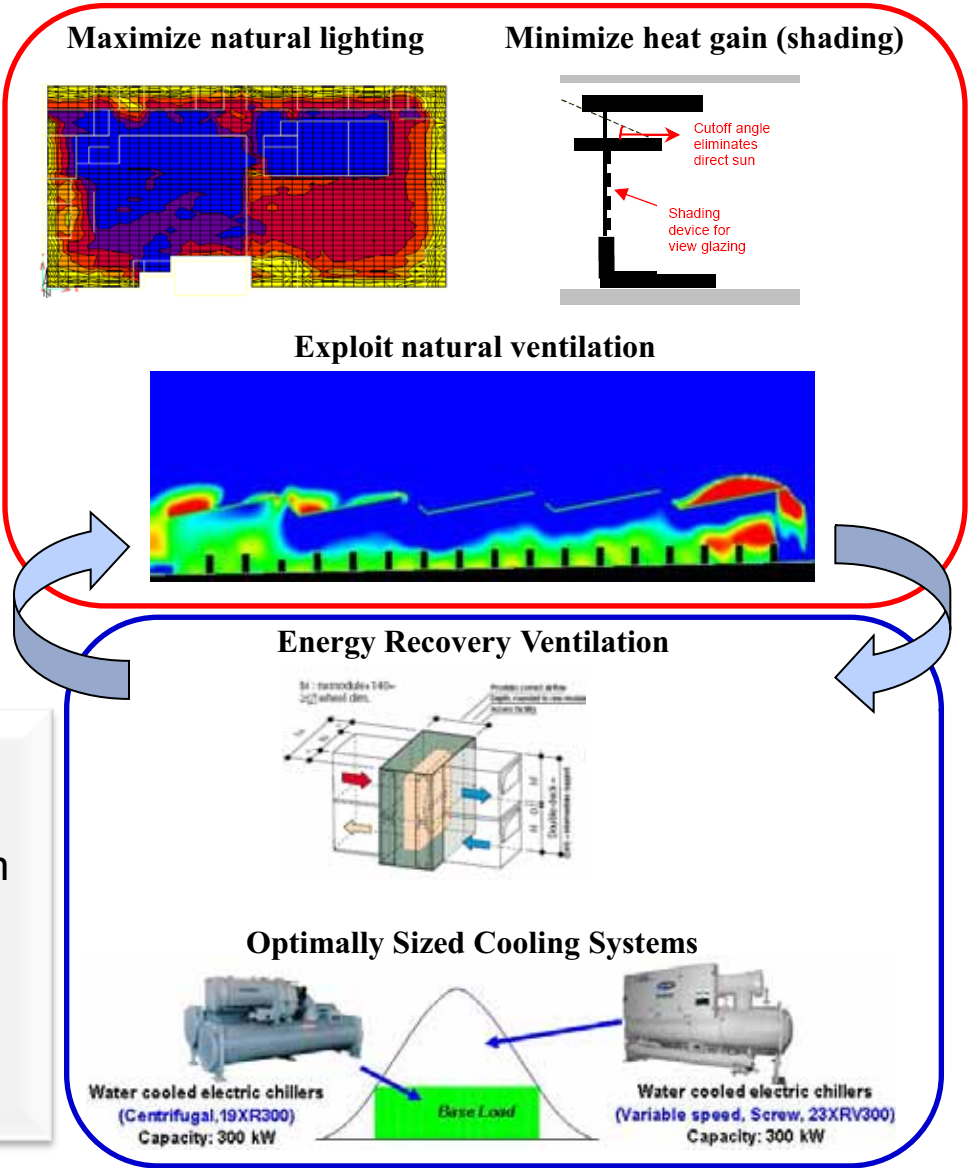 Maximize natural lighting
Minimize heat gain (shading)
Cutoff angle
eliminates
direct sun
Shading
device for
view glazing
Exploit natural ventilation
Energy Recovery Ventilation
wheel dim.
Optimally Sized Cooling Systems
Water cooled electric chillers
(Centrifugal,19XR300)
Capacity: 300 kW
Base Load
Water cooled electric chillers
(Variable speed, Screw, 23XRV300)
Capacity: 300 kW